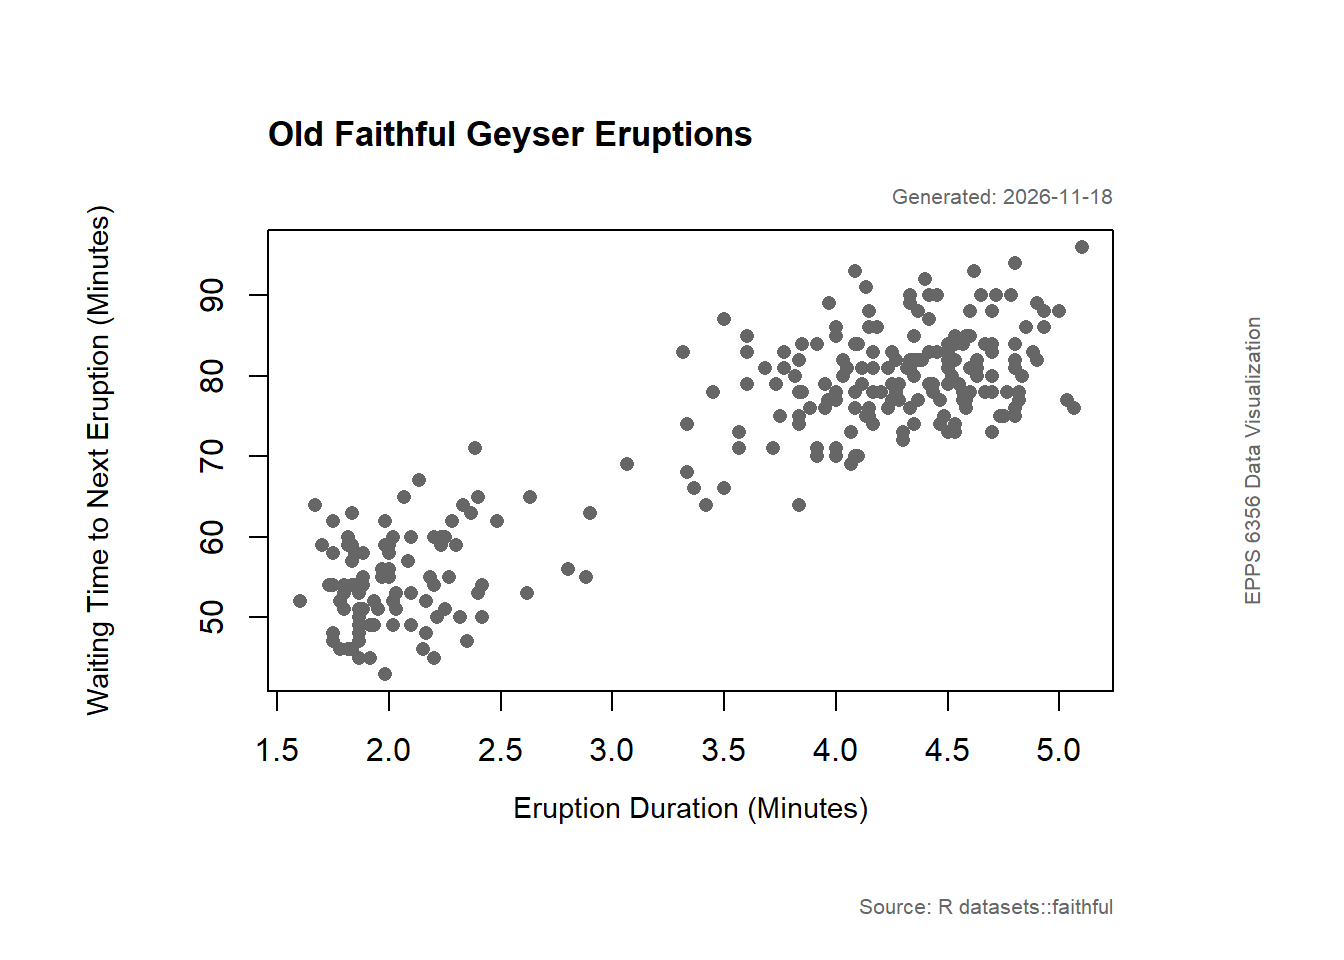 Old Faithful Geyser Eruptions
Generated: 2026-11-18
Waiting Time to Next Eruption (Minutes)
90
80
70
60
50
1.5 2.0 2.5 3.0 3.5 4.0 4.5 5.0
Eruption Duration (Minutes)
EPPS 6356 Data Visualization
Source: R datasets::faithful